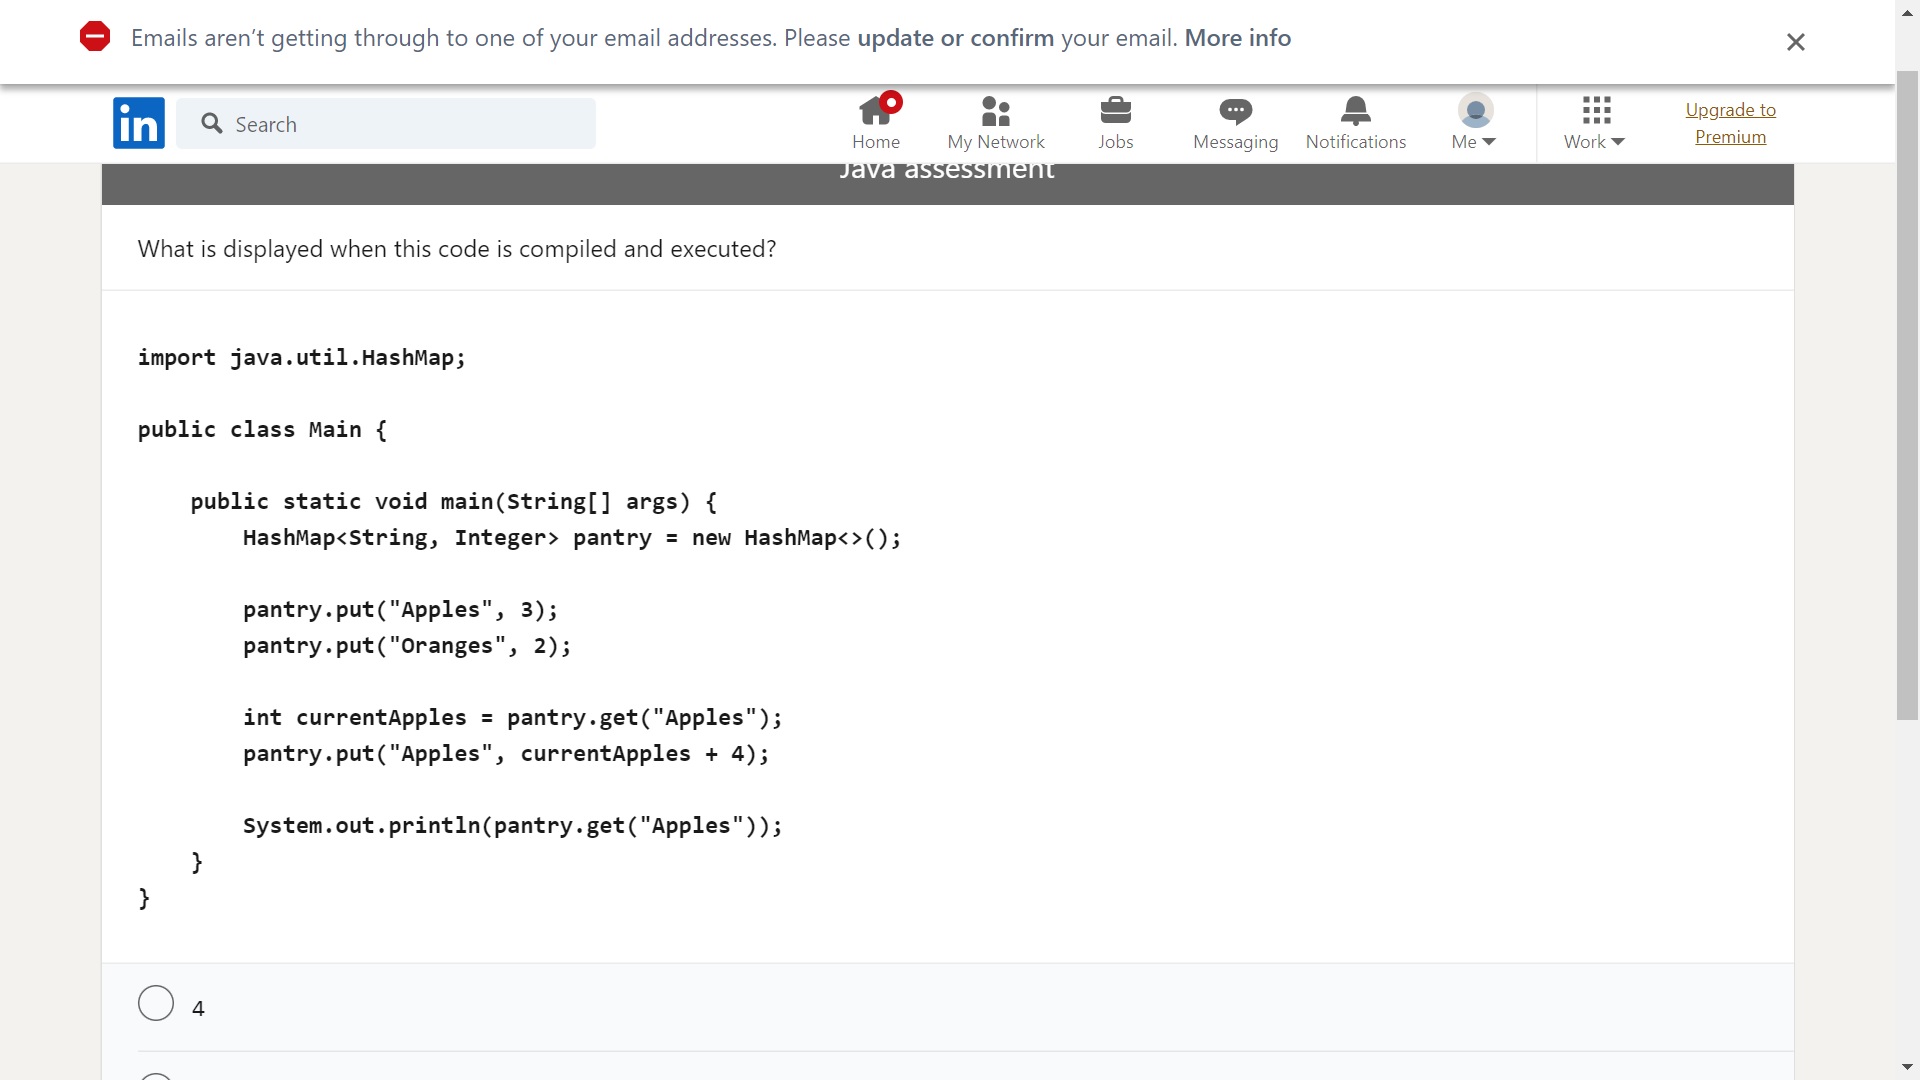 Emails aren't getting through to one of your email addresses. Please update or confirm your email. More info
in
Search
Home
My Network
Jobs
Messaging
Notifications
Me
Work
Upgrade to
Premium
Java assessment
What is displayed when this code is compiled and executed?
import java.util.HashMap;
public class Main {
    public static void main(String[] args) {
        HashMap<String, Integer> pantry = new HashMap<>();
        pantry.put("Apples", 3);
        pantry.put("Oranges", 2);
        int currentApples = pantry.get("Apples");
        pantry.put("Apples", currentApples + 4);
        System.out.println(pantry.get("Apples"));
    }
}
4